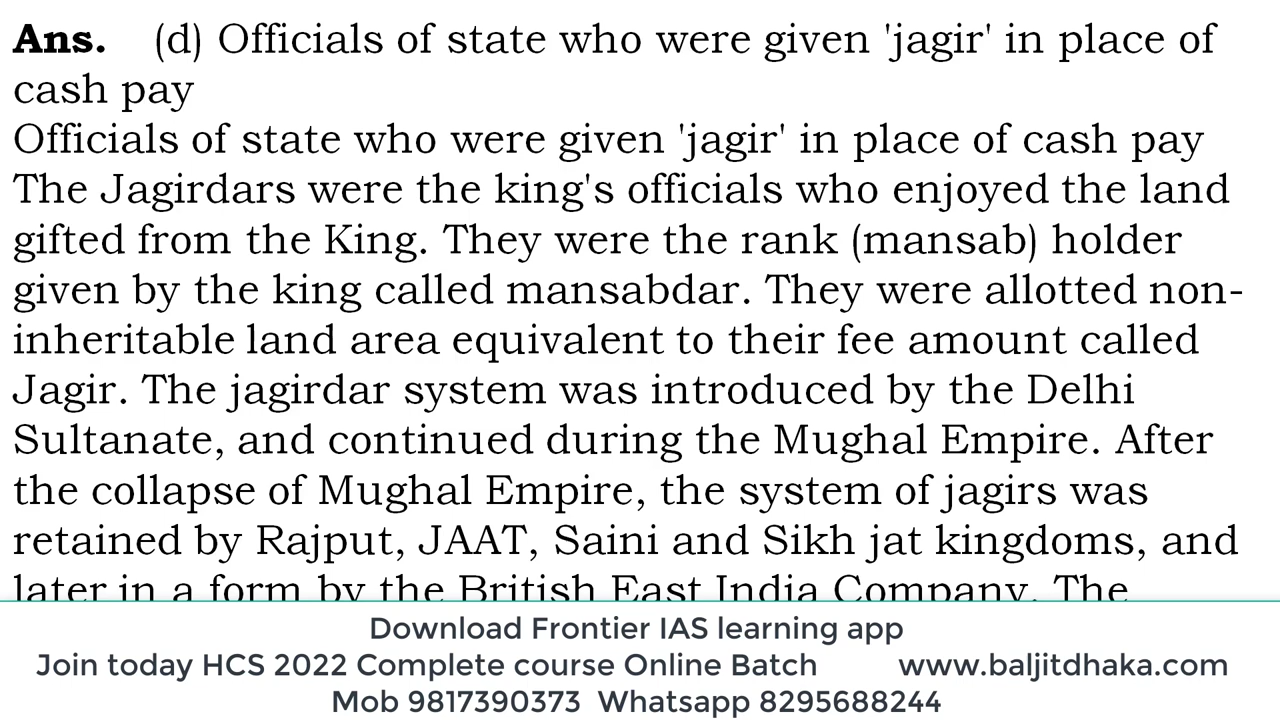 Ans. (d) Officials of state who were given 'jagir' in place of
cash pay
Officials of state who were given 'jagir' in place of cash pay
The Jagirdars were the king's officials who enjoyed the land
gifted from the King. They were the rank (mansab) holder
given by the king called mansabdar. They were allotted non-
inheritable land area equivalent to their fee amount called
Jagir. The jagirdar system was introduced by the Delhi
Sultanate, and continued during the Mughal Empire. After
the collapse of Mughal Empire, the system of jagirs was
retained by Rajput, JAAT, Saini and Sikh jat kingdoms, and
later in a form by the British East India Company. The
Download Frontier IAS learning app
Join today HCS 2022 Complete course Online Batch www.baljitdhaka.com
Mob 9817390373 Whatsapp 8295688244